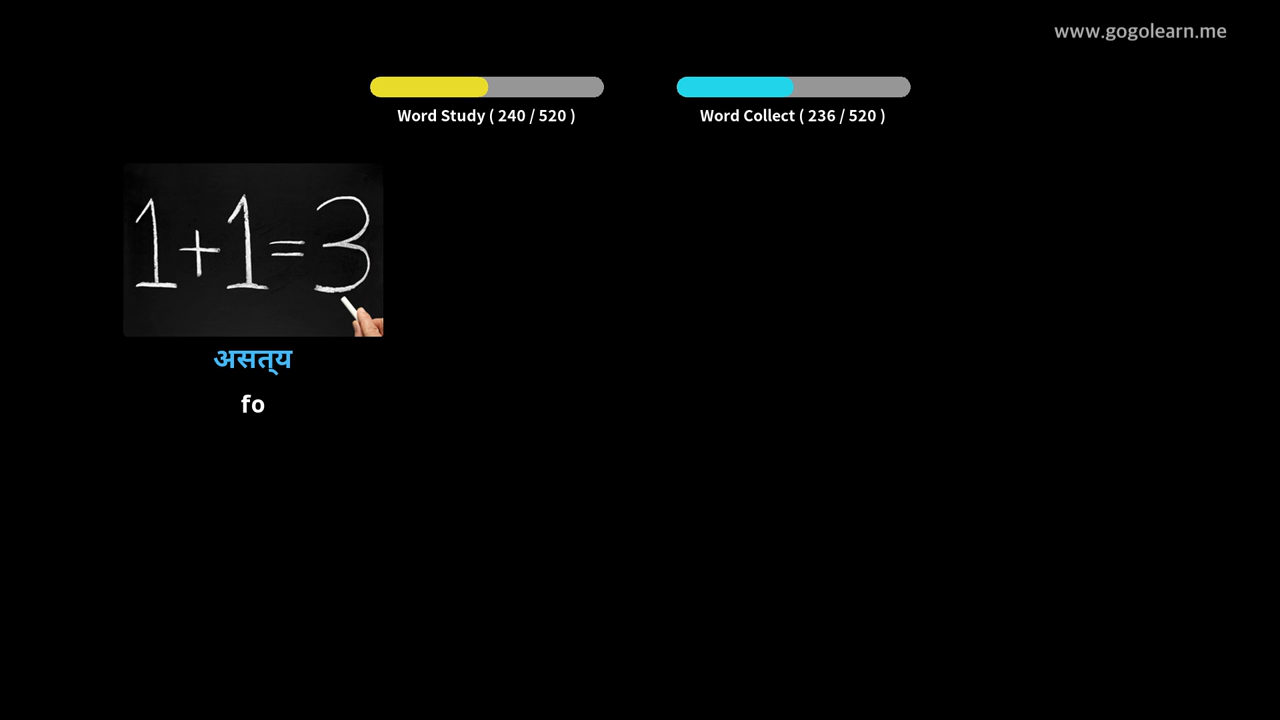 www.gogolearn.me
Word Study ( 240 / 520 )
Word Collect ( 236 / 520 )
1+1=3
असत्य
fo